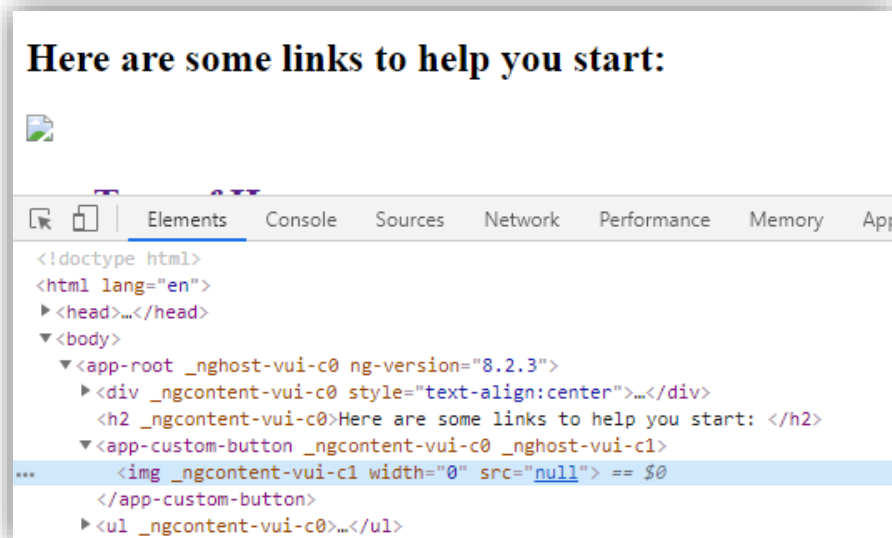 Here are some links to help you start:
Elements Console Sources Network Performance Memory
<!doctype html>
<html lang="en">
▶<head>…</head>
▼<body>
▼<app-root _nghost-vui-c0 ng-version="8.2.3">
▶<div _ngcontent-vui-c0 style="text-align:center">…</div>
<h2 _ngcontent-vui-c0>Here are some links to help you start: </h2>
▼<app-custom-button _ngcontent-vui-c0 _nghost-vui-c1>
... <img _ngcontent-vui-c1 width="0" src="null"> == $0
</app-custom-button>
▶<ul _ngcontent-vui-c0>…</ul>